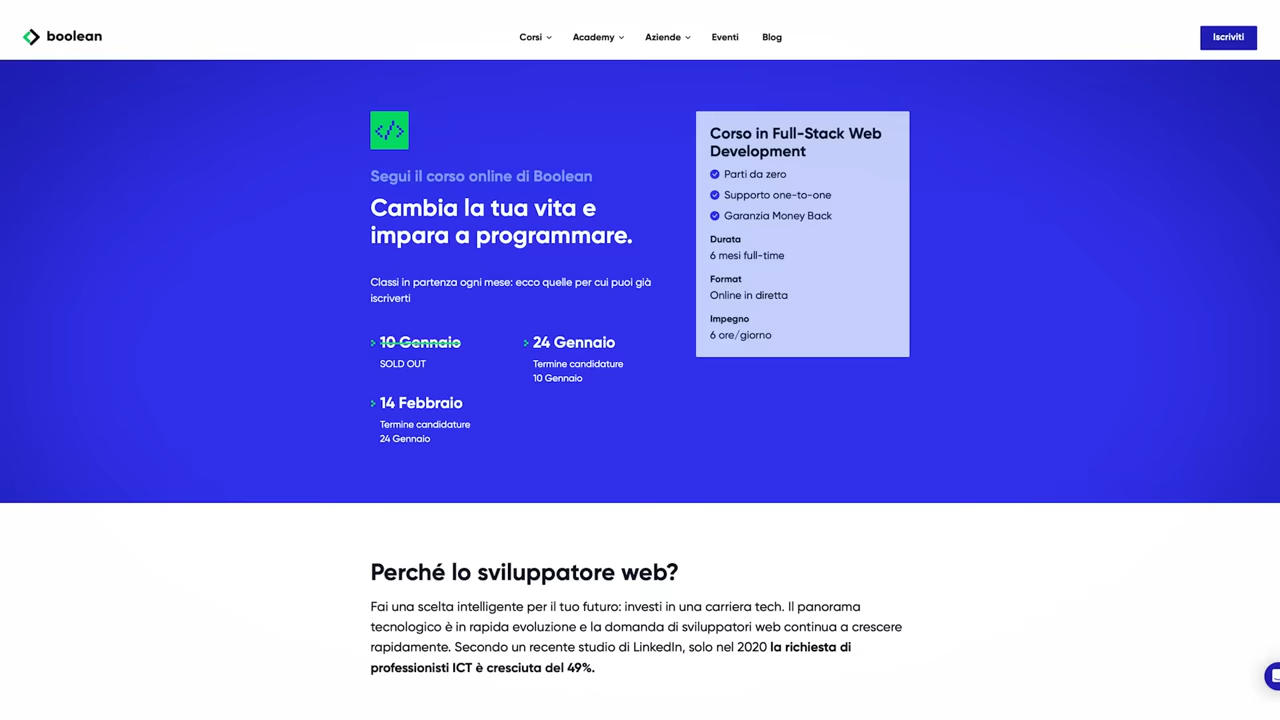 boolean
Corsi
Academy
Aziende
Eventi
Blog
Iscriviti
Segui il corso online di Boolean
Cambia la tua vita e
impara a programmare.
Classi in partenza ogni mese: ecco quelle per cui puoi già
iscriverti
10 Gennaio
SOLD OUT
24 Gennaio
Termine candidature
10 Gennaio
14 Febbraio
Termine candidature
24 Gennaio
Corso in Full-Stack Web
Development
Parti da zero
Supporto one-to-one
Garanzia Money Back
Durata
6 mesi full-time
Format
Online in diretta
Impegno
6 ore/giorno
Perché lo sviluppatore web?
Fai una scelta intelligente per il tuo futuro: investi in una carriera tech. Il panorama
tecnologico è in rapida evoluzione e la domanda di sviluppatori web continua a crescere
rapidamente. Secondo un recente studio di LinkedIn, solo nel 2020 la richiesta di
professionisti ICT è cresciuta del 49%.